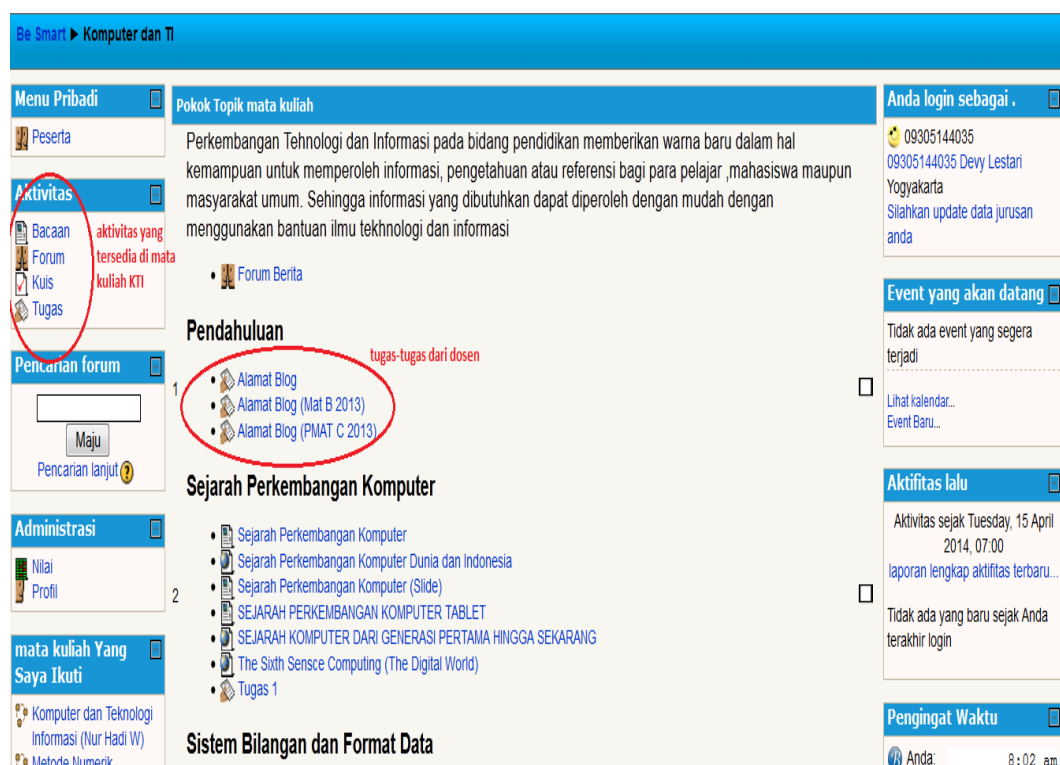 Be Smart ▶ Komputer dan TI
Menu Pribadi
Peserta
Aktivitas
Bacaan
Forum
Kuis
Tugas
aktivitas yang
tersedia di mata
kuliah KTI
Pencarian forum
Maju
Pencarian lanjut
Administrasi
Nilai
Profil
mata kuliah Yang
Saya Ikuti
Komputer dan Teknologi
Informasi (Nur Hadi W)
Metode Numerik
Pokok Topik mata kuliah
Perkembangan Tehnologi dan Informasi pada bidang pendidikan memberikan warna baru dalam hal
kemampuan untuk memperoleh informasi, pengetahuan atau referensi bagi para pelajar ,mahasiswa maupun
masyarakat umum. Sehingga informasi yang dibutuhkan dapat diperoleh dengan mudah dengan
menggunakan bantuan ilmu tekhnologi dan informasi
• Forum Berita
Pendahuluan
tugas-tugas dari dosen
1
• Alamat Blog
• Alamat Blog (Mat B 2013)
• Alamat Blog (PMAT C 2013)
Sejarah Perkembangan Komputer
2
• Sejarah Perkembangan Komputer
• Sejarah Perkembangan Komputer Dunia dan Indonesia
• Sejarah Perkembangan Komputer (Slide)
• SEJARAH PERKEMBANGAN KOMPUTER TABLET
• SEJARAH KOMPUTER DARI GENERASI PERTAMA HINGGA SEKARANG
• The Sixth Sensce Computing (The Digital World)
• Tugas 1
Sistem Bilangan dan Format Data
Anda login sebagai .
09305144035
09305144035 Devy Lestari
Yogyakarta
Silahkan update data jurusan
anda
Event yang akan datang
Tidak ada event yang segera
terjadi
Lihat kalendar...
Event Baru...
Aktifitas lalu
Aktivitas sejak Tuesday, 15 April
2014, 07:00
laporan lengkap aktifitas terbaru...
Tidak ada yang baru sejak Anda
terakhir login
Pengingat Waktu
Anda: 8:02 am